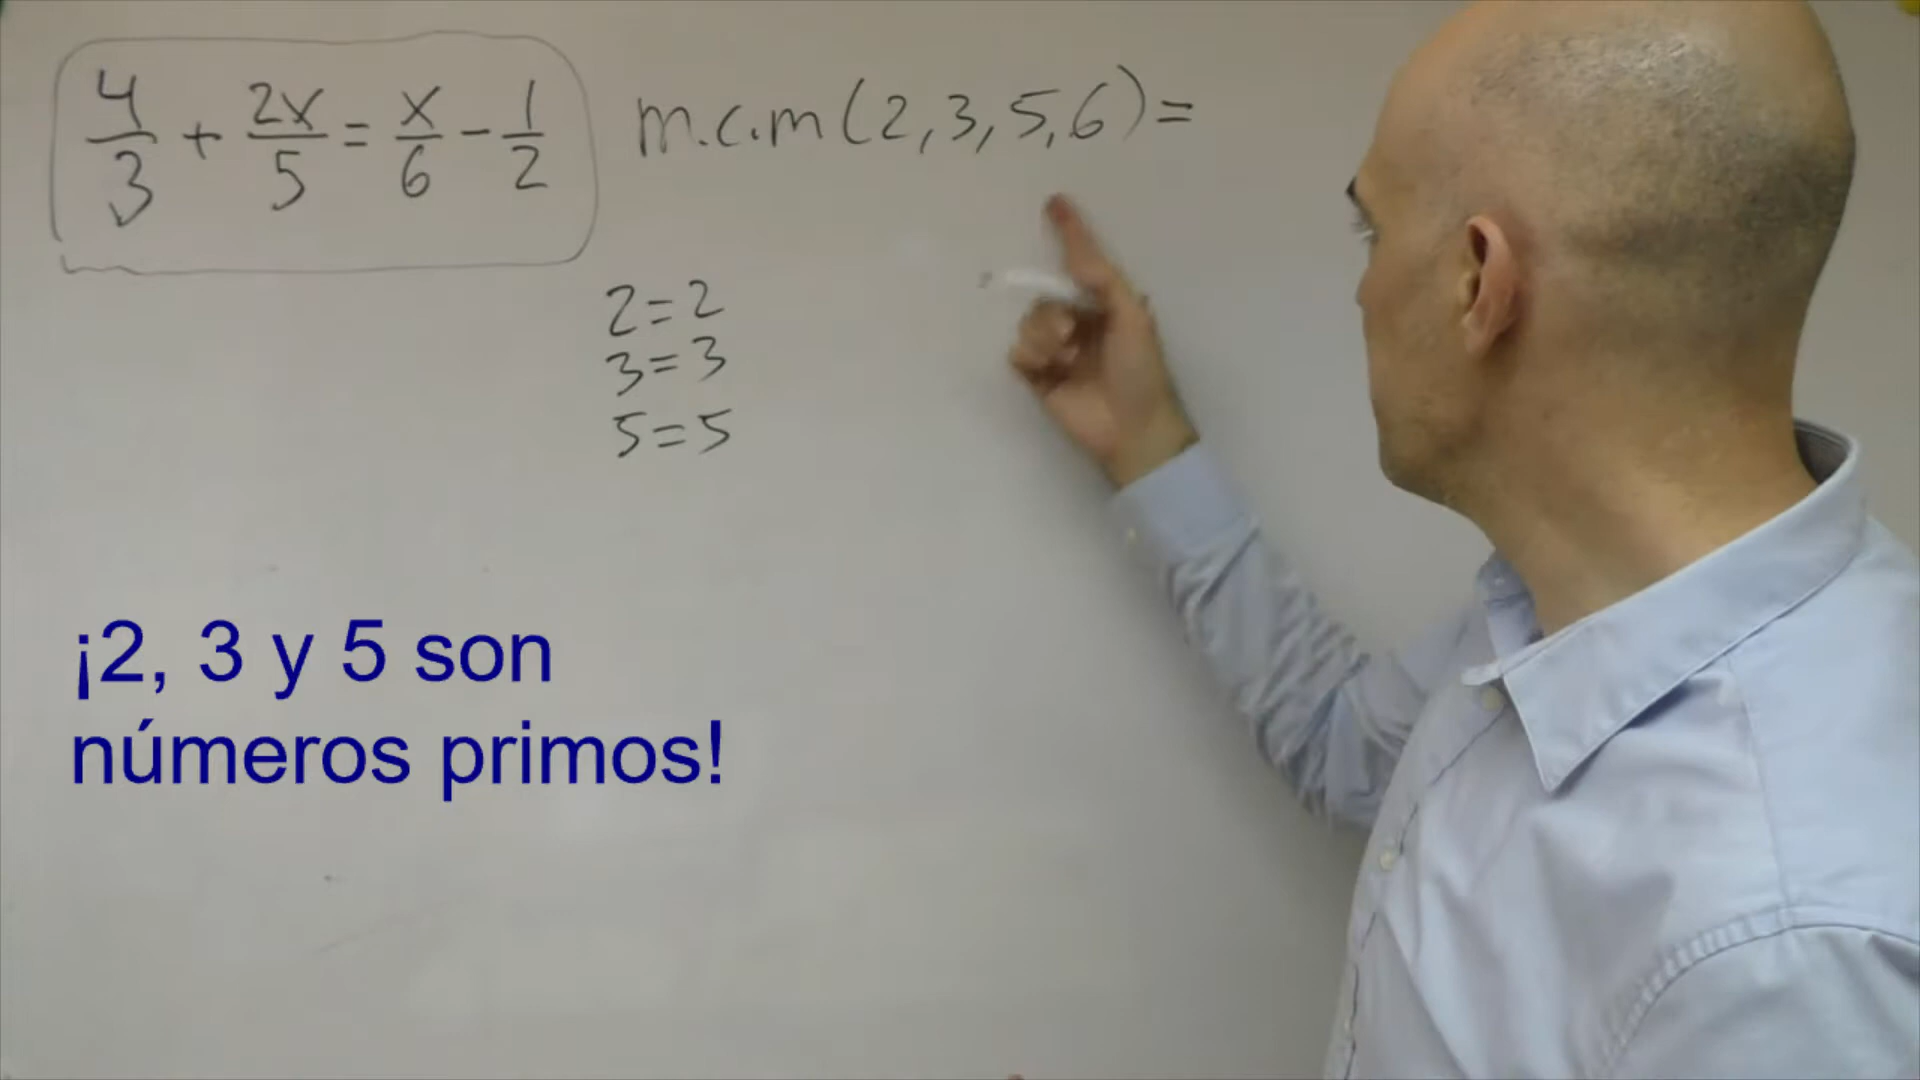 4/3 + 2x/5 = x/6 - 1/2
m.c.m (2,3,5,6) =
2=2
3=3
5=5
¡2, 3 y 5 son
números primos!